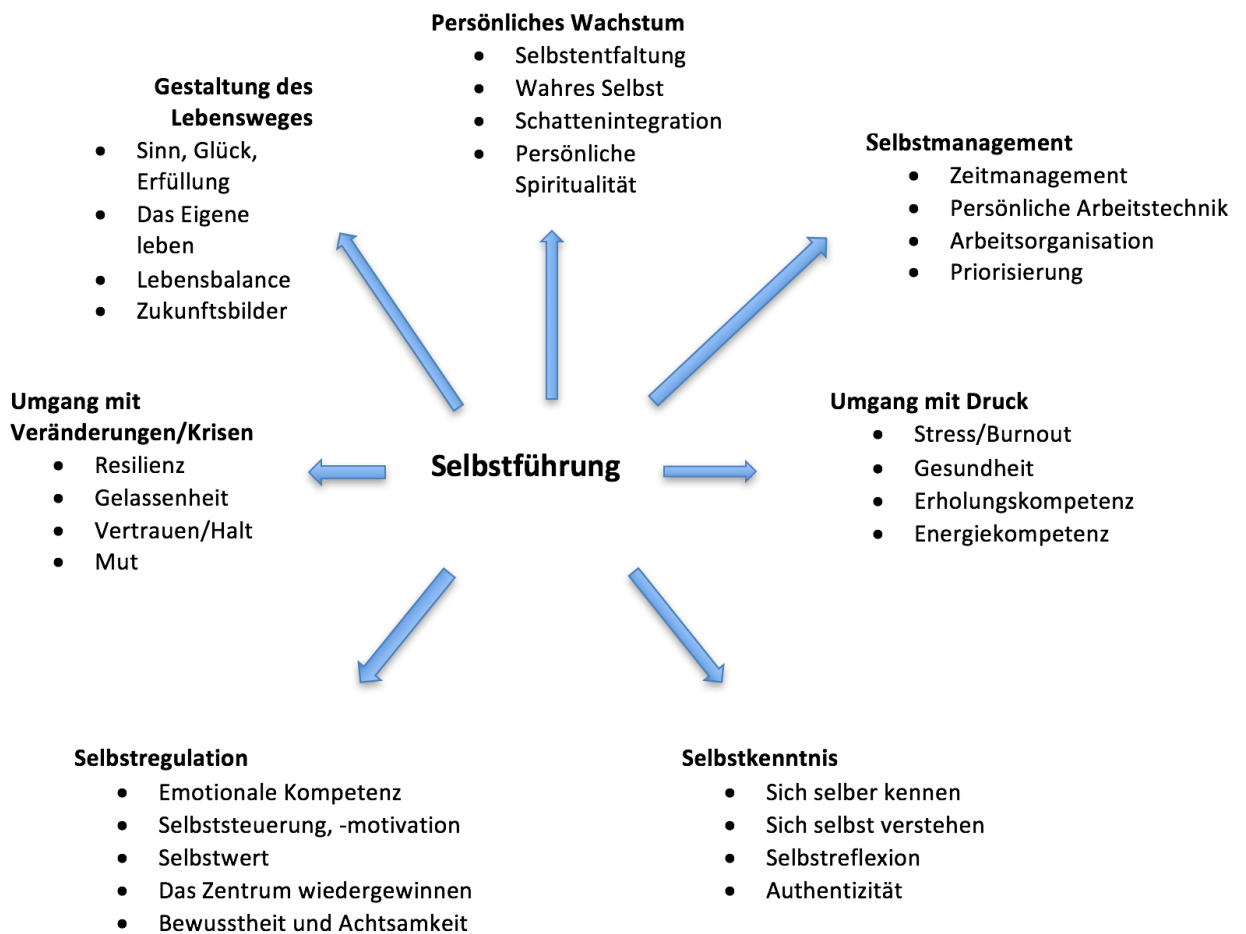 Persönliches Wachstum
• Selbstentfaltung
• Wahres Selbst
• Schattenintegration
• Persönliche
Spiritualität
Gestaltung des
Lebensweges
• Sinn, Glück,
Erfüllung
• Das Eigene
leben
• Lebensbalance
• Zukunftsbilder
Selbstmanagement
• Zeitmanagement
• Persönliche Arbeitstechnik
• Arbeitsorganisation
• Priorisierung
Umgang mit
Veränderungen/Krisen
• Resilienz
• Gelassenheit
• Vertrauen/Halt
• Mut
Selbstführung
Umgang mit Druck
• Stress/Burnout
• Gesundheit
• Erholungskompetenz
• Energiekompetenz
Selbstregulation
• Emotionale Kompetenz
• Selbststeuerung, -motivation
• Selbstwert
• Das Zentrum wiedergewinnen
• Bewusstheit und Achtsamkeit
Selbstkenntnis
• Sich selber kennen
• Sich selbst verstehen
• Selbstreflexion
• Authentizität